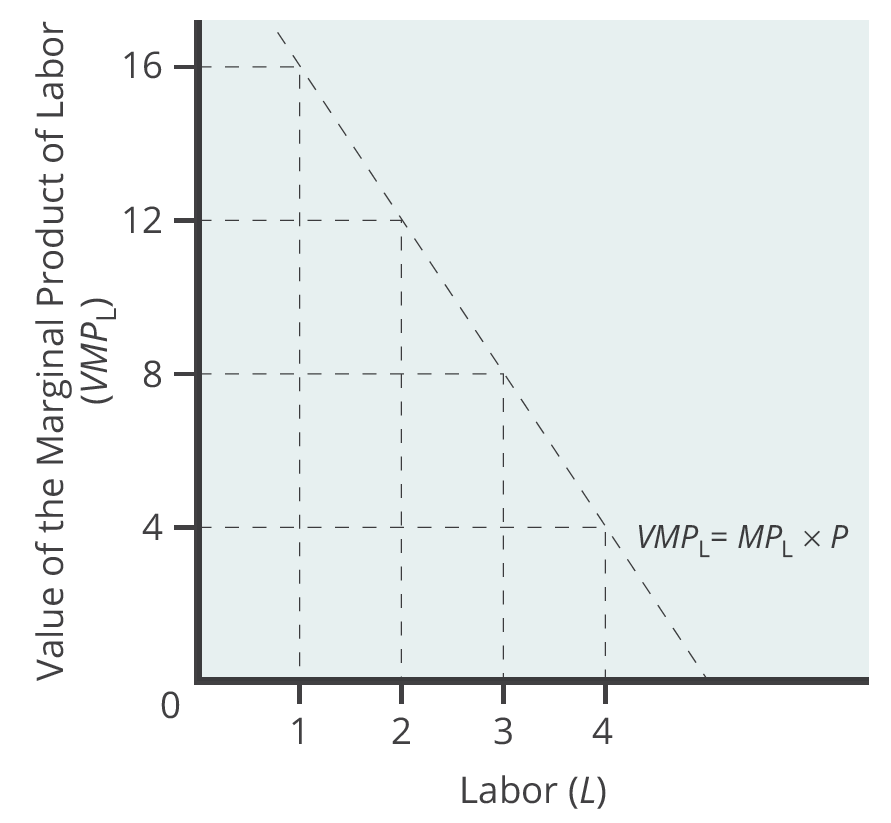 Value of the Marginal Product of Labor
(VMPL)
16
12
8
4
0
VMPL= MPL × P
1 2 3 4
Labor (L)